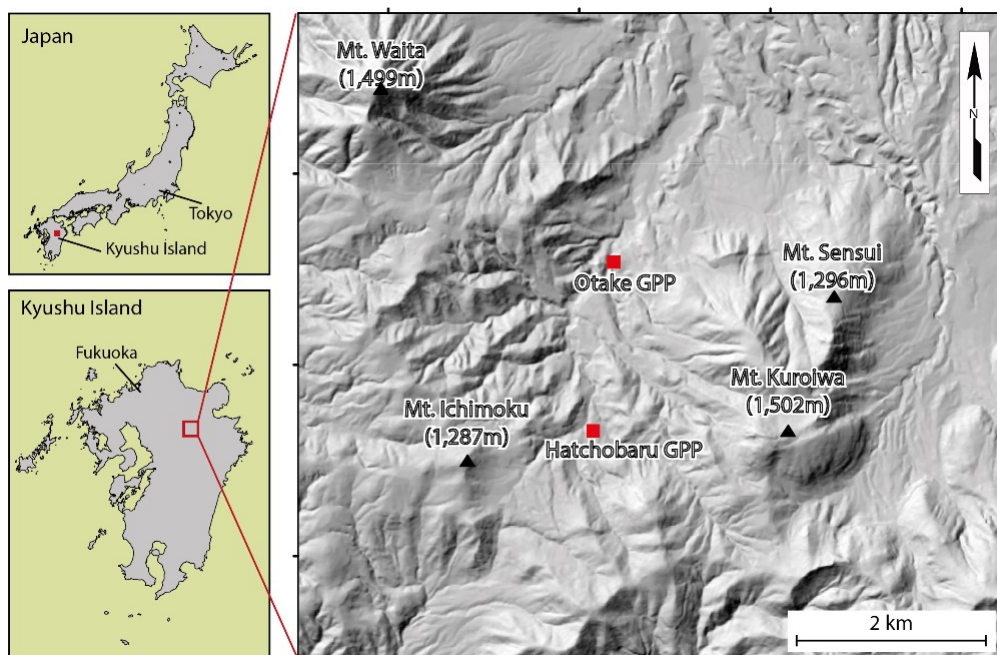 Japan
Tokyo
Kyushu Island
Kyushu Island
Fukuoka
Mt. Waita
(1,499m)
N
Otake GPP
Mt. Sensui
(1,296m)
Mt. Kuroiwa
(1,502m)
Mt. Ichimoku
(1,287m)
Hatchobaru GPP
2 km